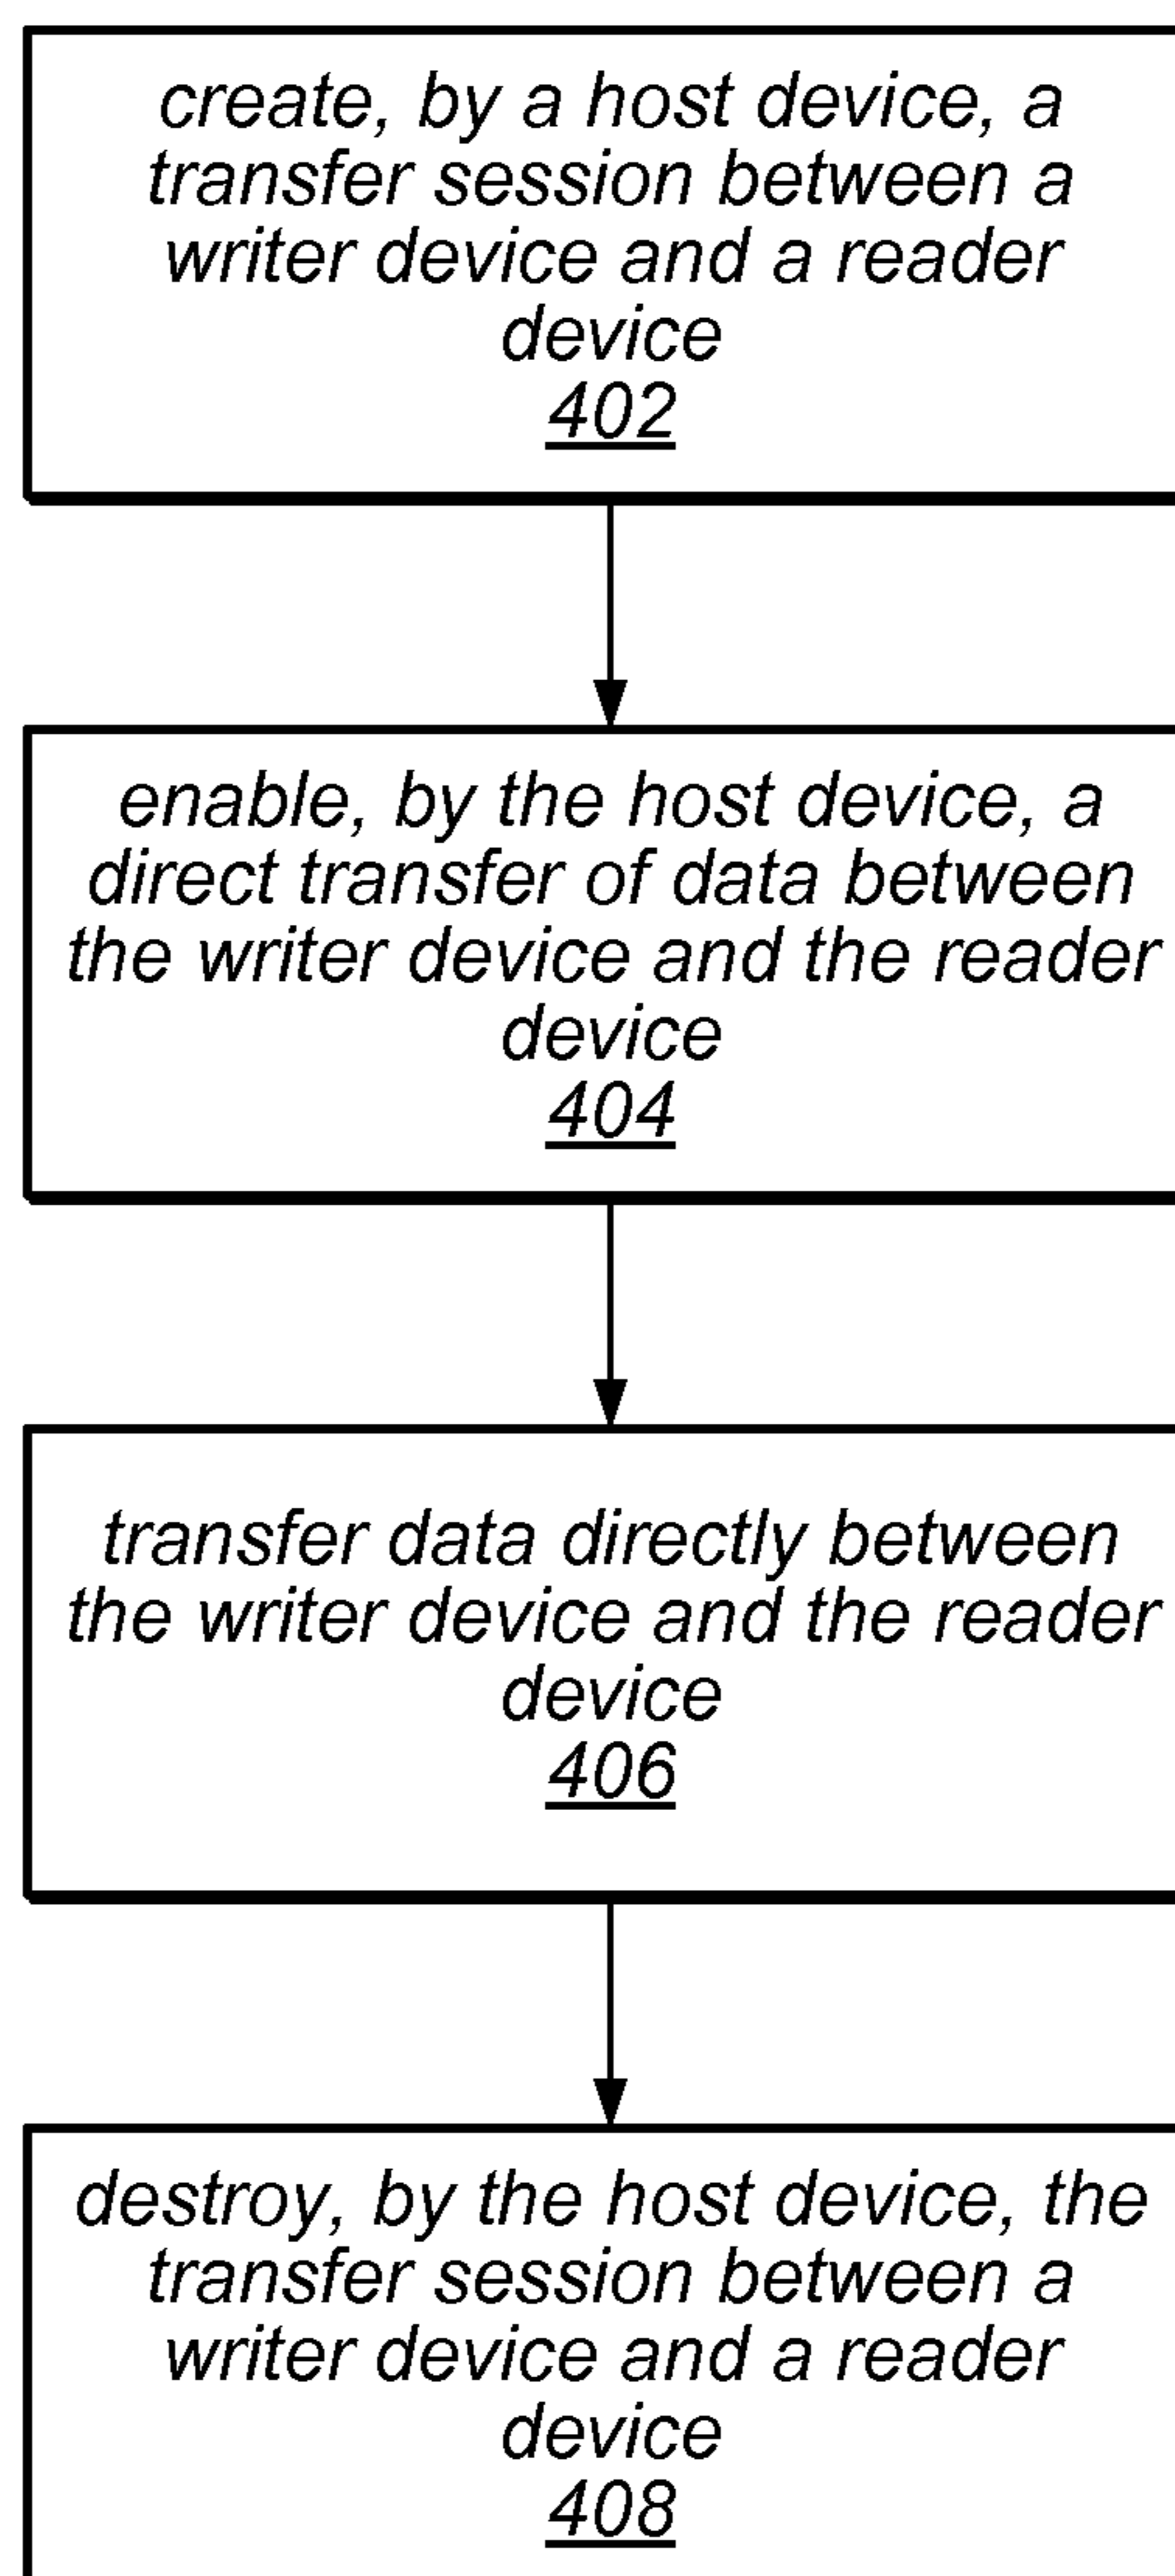 create, by a host device, a
transfer session between a
writer device and a reader
device
402
enable, by the host device, a
direct transfer of data between
the writer device and the reader
device
404
transfer data directly between
the writer device and the reader
device
406
destroy, by the host device, the
transfer session between a
writer device and a reader
device
408